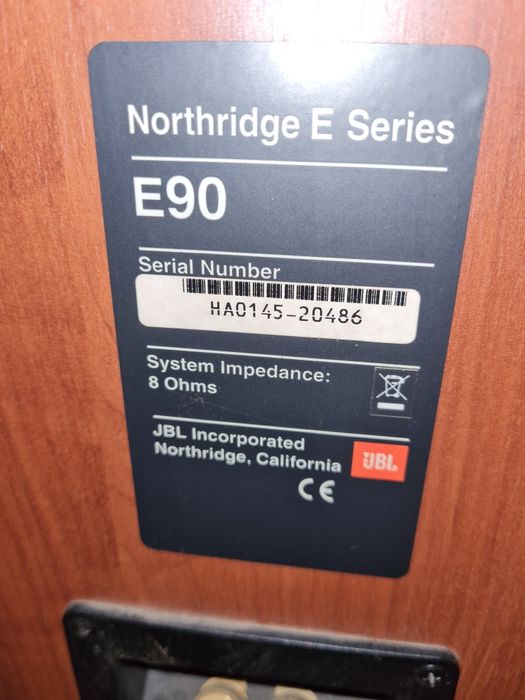 Northridge E Series
E90
Serial Number
HA0145-20486
System Impedance:
8 Ohms
JBL Incorporated
Northridge, California
JBL
CE